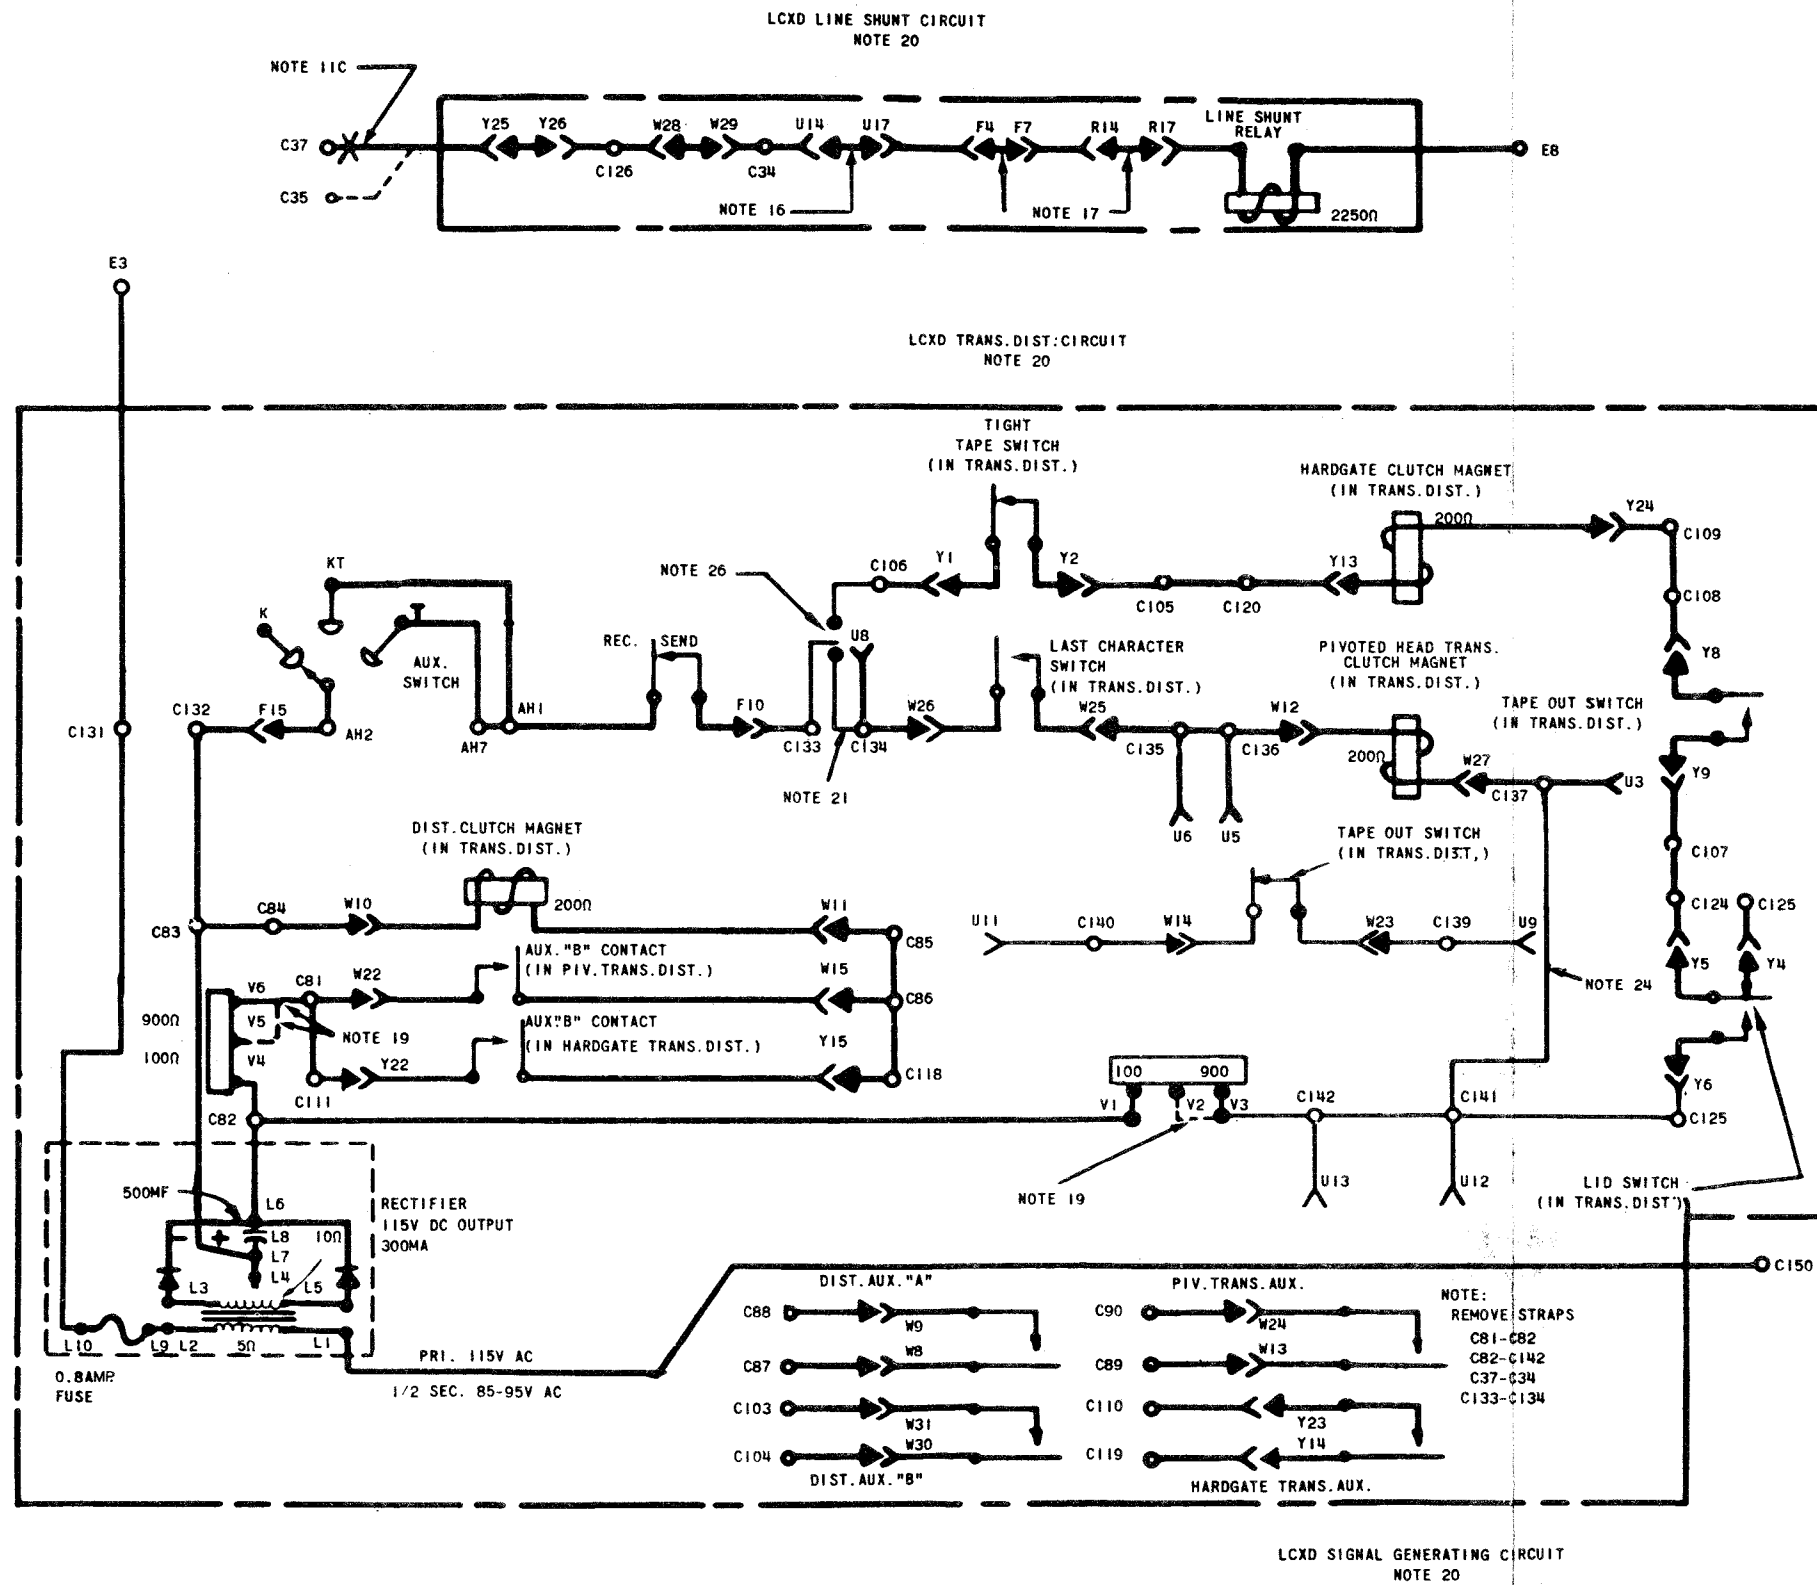 LCXD LINE SHUNT CIRCUIT
NOTE 20
NOTE 11C
C37
Y25
Y26
C126
W28
W29
C34
U14
U17
F4
F7
R14
R17
LINE SHUNT
RELAY
E8
C35
NOTE 16
NOTE 17
2250Ω
E3
LCXD TRANS.DIST.CIRCUIT
NOTE 20
TIGHT
TAPE SWITCH
(IN TRANS.DIST.)
HARDGATE CLUTCH MAGNET
(IN TRANS.DIST.)
200Ω
Y24
C109
KT
NOTE 26
C106
Y1
Y2
C105
C120
Y13
C108
K
AUX.
SWITCH
REC.
SEND
U8
LAST CHARACTER
SWITCH
(IN TRANS.DIST.)
PIVOTED HEAD TRANS.
CLUTCH MAGNET
(IN TRANS.DIST.)
Y8
TAPE OUT SWITCH
(IN TRANS.DIST.)
C131
C132
F15
AH2
AH7
AH1
F10
C133
C134
W26
W25
C135
C136
W12
200Ω
W27
C137
U3
Y9
NOTE 21
U6
U5
C107
DIST.CLUTCH MAGNET
(IN TRANS.DIST.)
TAPE OUT SWITCH
(IN TRANS.DIST,)
C83
C84
W10
200Ω
W11
C85
U11
C140
W14
W23
C139
U9
C124
C125
AUX."B" CONTACT
(IN PIV.TRANS.DIST.)
V6
C81
W22
W15
C86
NOTE 24
Y5
Y4
900Ω
V5
NOTE 19
AUX."B" CONTACT
(IN HARDGATE TRANS.DIST.)
Y15
100Ω
V4
Y22
C118
C111
100
900
Y6
C82
V1
V2
V3
C142
C141
C125
NOTE 19
U13
U12
LID SWITCH
(IN TRANS.DIST)
500MF
L6
RECTIFIER
115V DC OUTPUT
300MA
L8
10Ω
L7
L4
L3
L5
L10
L9
L2
5Ω
L1
0.8AMP.
FUSE
PRI. 115V AC
1/2 SEC. 85-95V AC
C150
DIST.AUX."A"
PIV.TRANS.AUX.
NOTE:
REMOVE STRAPS
C81-C82
C82-C142
C37-C34
C133-C134
C88
W9
C90
W24
C87
W8
C89
W13
C103
W31
C110
Y23
C104
W30
C119
Y14
DIST.AUX."B"
HARDGATE TRANS.AUX.
LCXD SIGNAL GENERATING CIRCUIT
NOTE 20